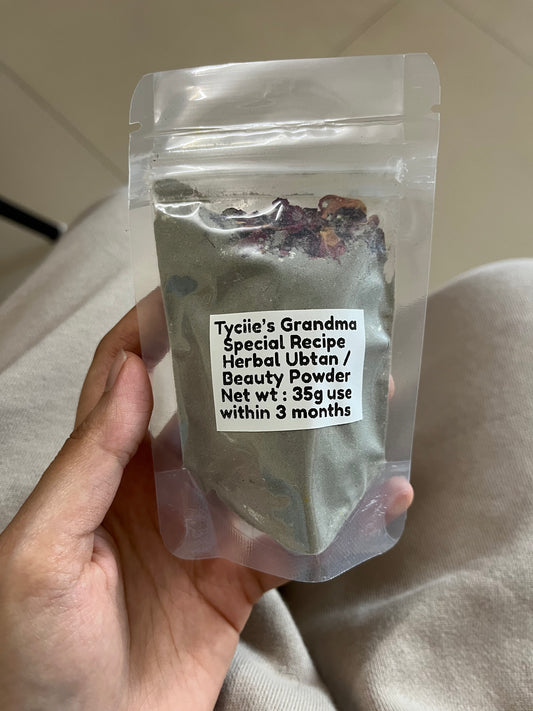 Tyciie's Grandma
Special Recipe
Herbal Ubtan /
Beauty Powder
Net wt : 35g use
within 3 months